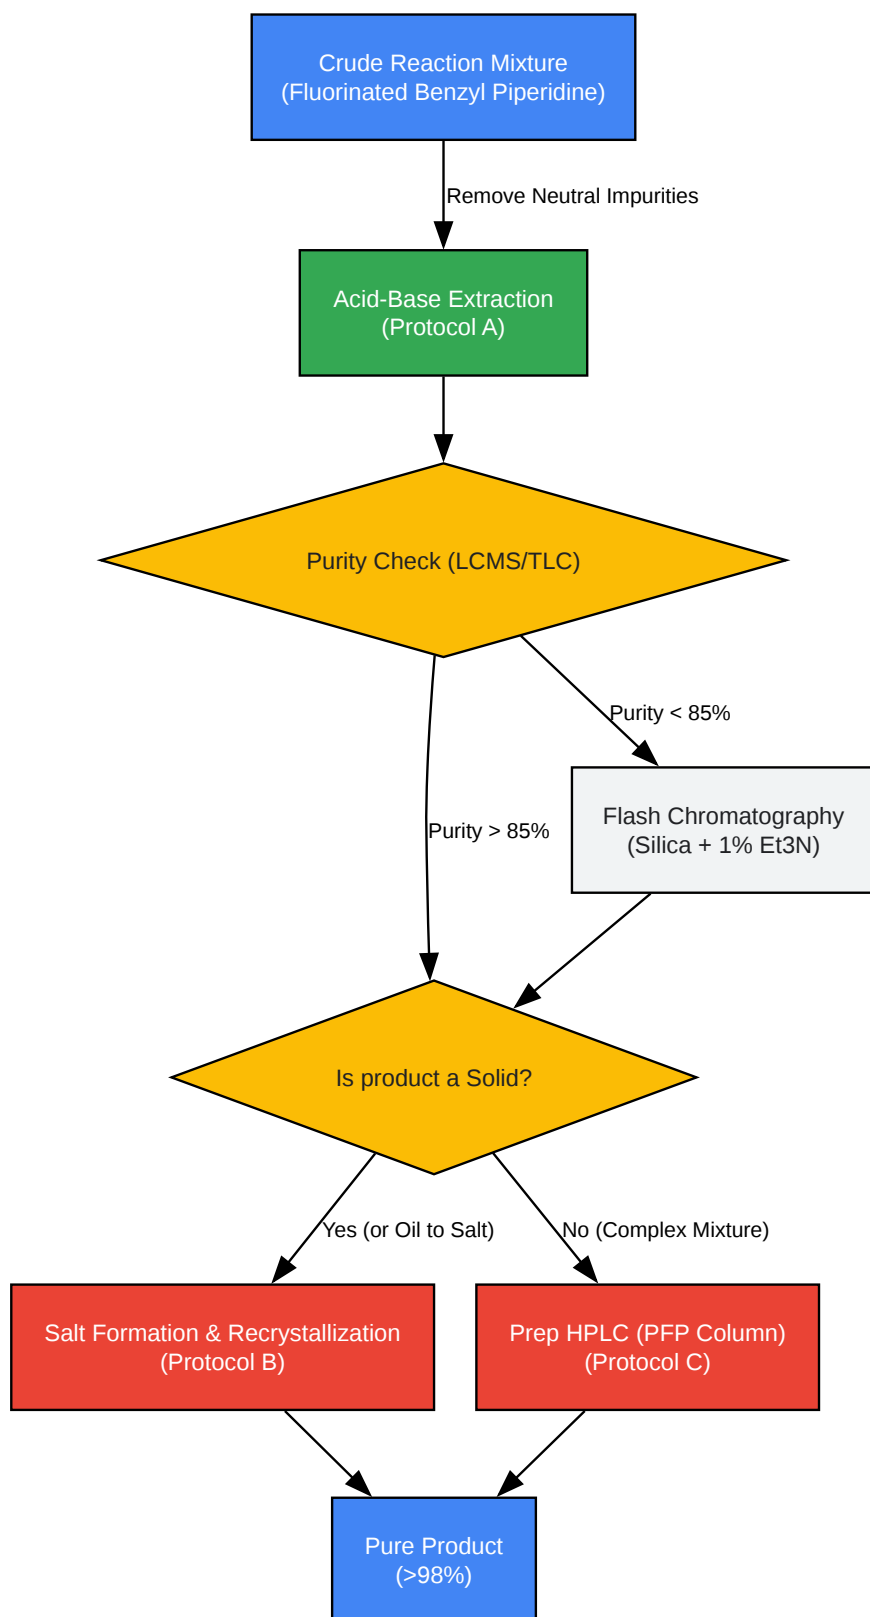 Crude Reaction Mixture
(Fluorinated Benzyl Piperidine)
Remove Neutral Impurities
Acid-Base Extraction
(Protocol A)
Purity Check (LCMS/TLC)
Purity < 85%
Flash Chromatography
(Silica + 1% Et3N)
Purity > 85%
Is product a Solid?
Yes (or Oil to Salt)
No (Complex Mixture)
Salt Formation & Recrystallization
(Protocol B)
Prep HPLC (PFP Column)
(Protocol C)
Pure Product
(>98%)